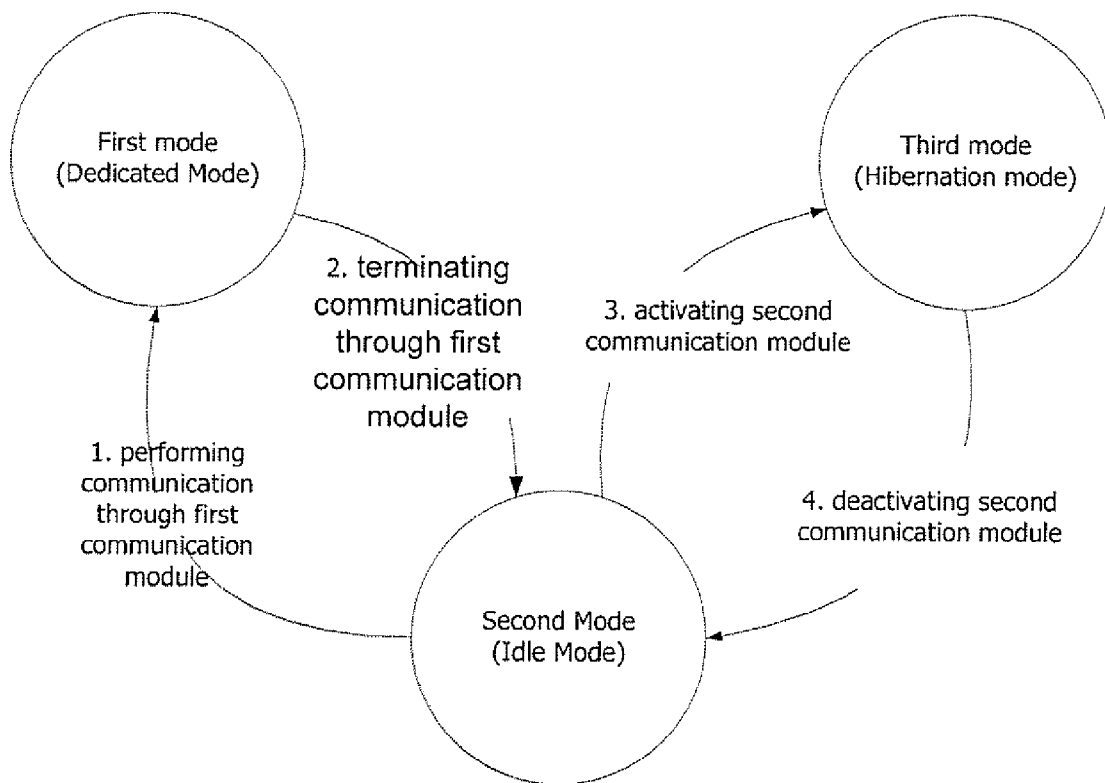 First mode
(Dedicated Mode)
Third mode
(Hibernation mode)
2. terminating
communication
through first
communication
module
3. activating second
communication module
1. performing
communication
through first
communication
module
4. deactivating second
communication module
Second Mode
(Idle Mode)